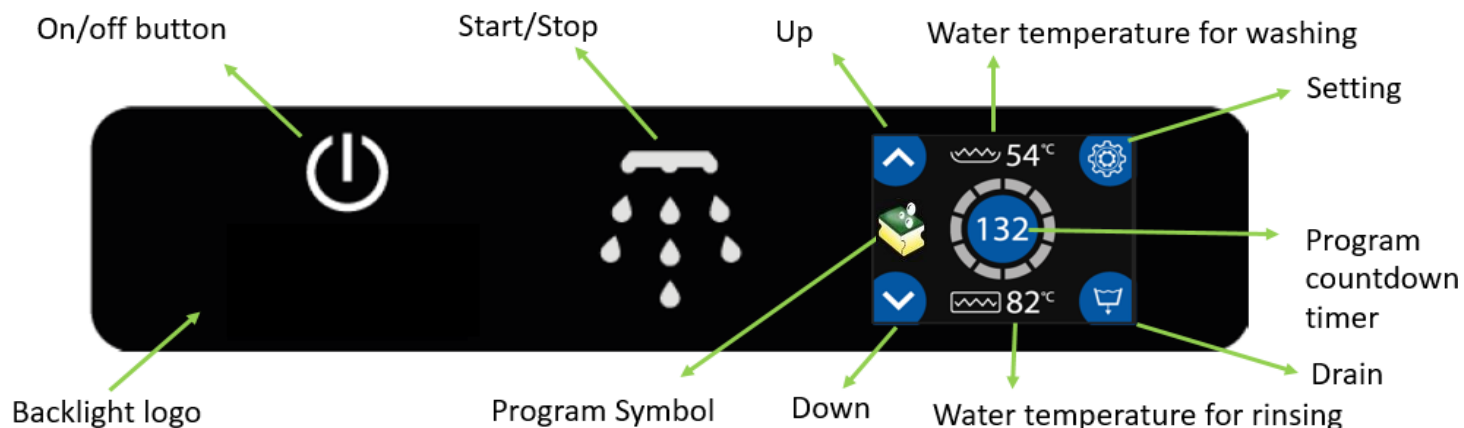 On/off button
Start/Stop
Up
Water temperature for washing
Setting
54°C
132
82°C
Program
countdown
timer
Drain
Backlight logo
Program Symbol
Down
Water temperature for rinsing